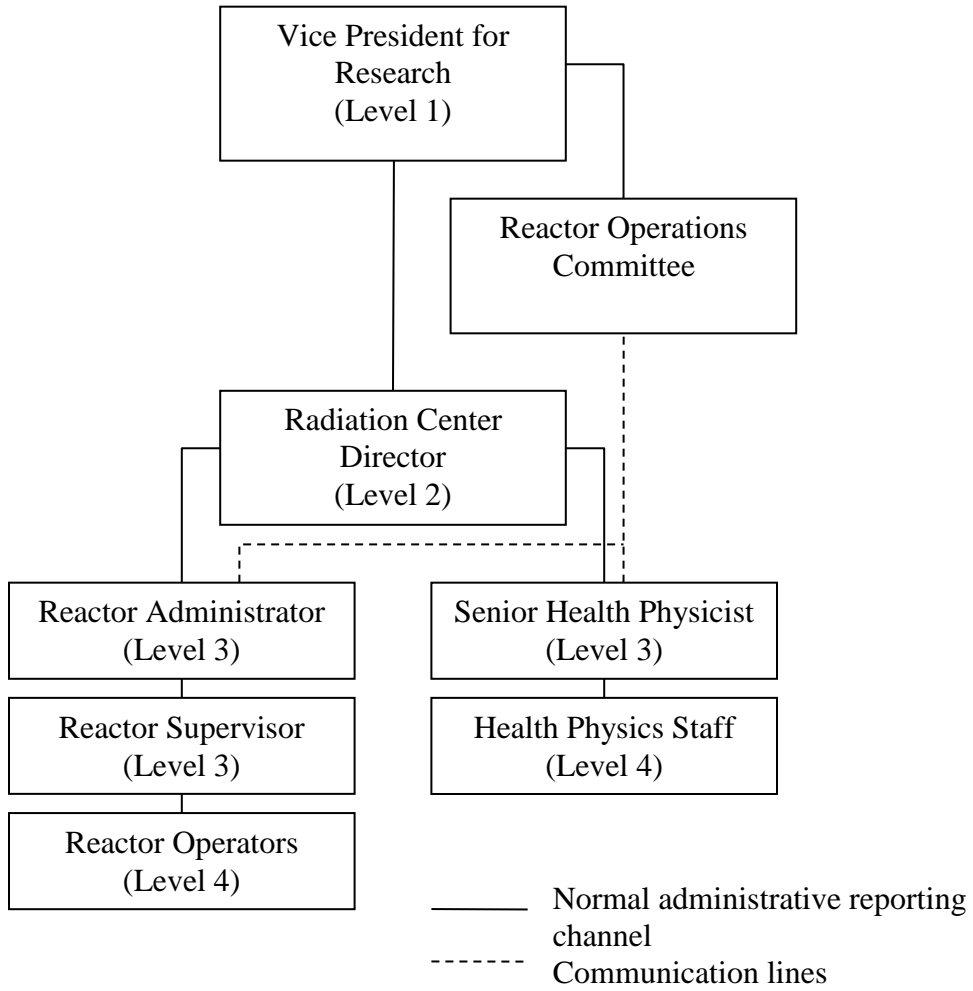 Vice President for
Research
(Level 1)
Reactor Operations
Committee
Radiation Center
Director
(Level 2)
Reactor Administrator
(Level 3)
Senior Health Physicist
(Level 3)
Reactor Supervisor
(Level 3)
Health Physics Staff
(Level 4)
Reactor Operators
(Level 4)
Normal administrative reporting
channel
Communication lines